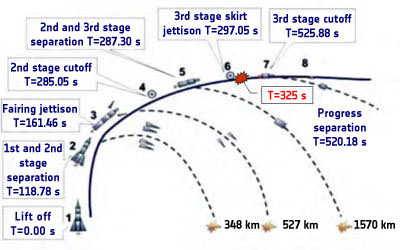 2nd and 3rd stage
separation T=287.30 s
3rd stage skirt
jettison T=297.05 s
3rd stage cutoff
T=525.88 s
2nd stage cutoff
T=285.05 s
5
6
7
8
4
T=325 s
Fairing jettison
T=161.46 s
3
Progress
separation
T=520.18 s
1st and 2nd
stage
separation
T=118.78 s
2
Lift off
T=0.00 s
1
348 km
527 km
1570 km